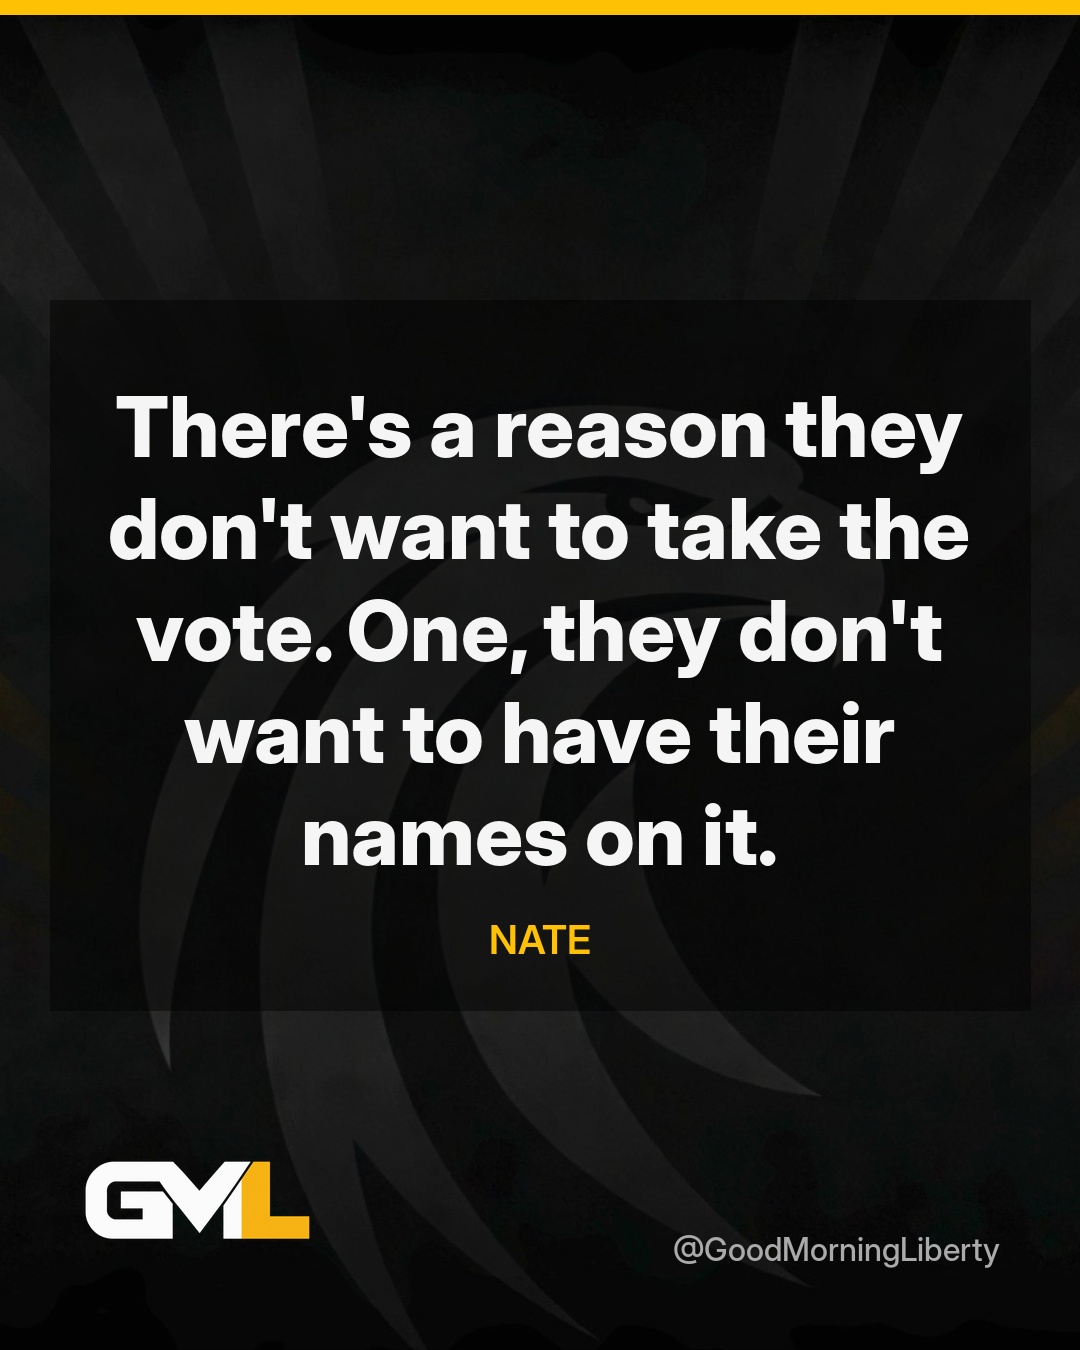 There's a reason they
don't want to take the
vote. One, they don't
want to have their
names on it.
NATE
GML
@GoodMorningLiberty